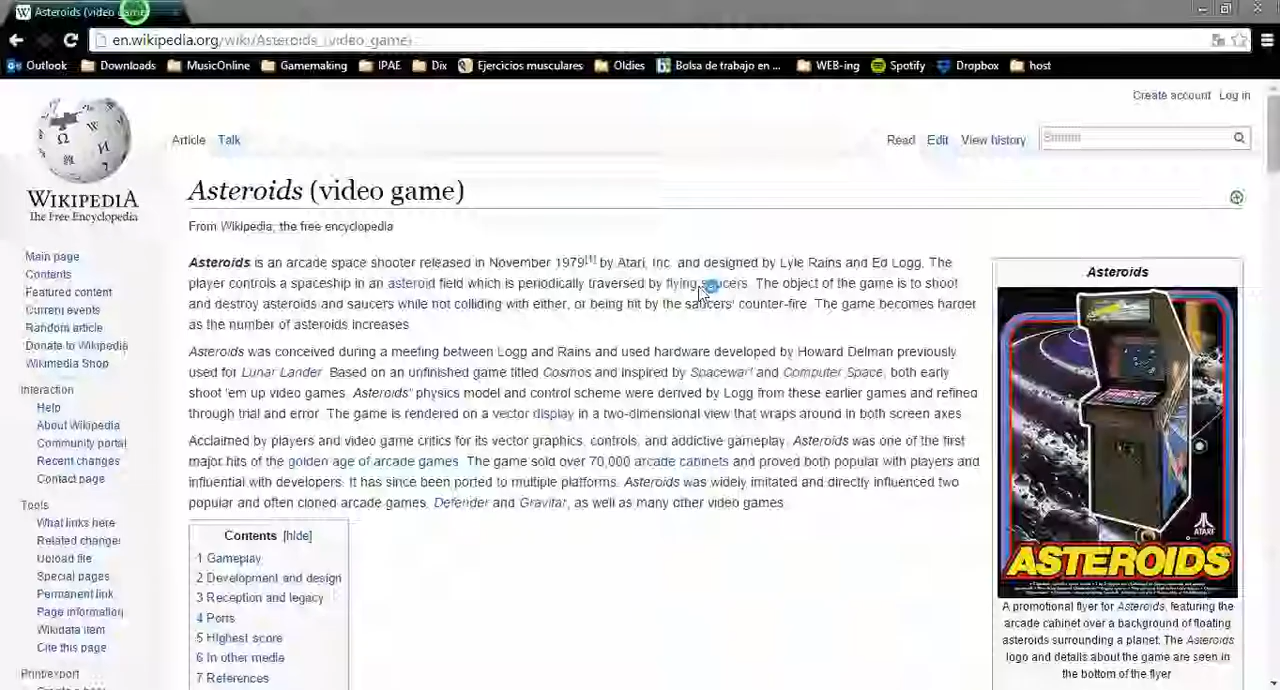 Asteroids (video game)
en.wikipedia.org/wiki/Asteroids_(video_game)
Outlook Downloads MusicOnline Gamemaking IPAE Dix Ejercicios musculares Oldies Bolsa de trabajo en ... WEB-ing Spotify Dropbox host
Create account Log in
Article Talk Read Edit View history
WIKIPEDIA
The Free Encyclopedia
Asteroids (video game)
From Wikipedia, the free encyclopedia
Main page
Contents
Featured content
Current events
Random article
Donate to Wikipedia
Wikimedia Shop
Interaction
Help
About Wikipedia
Community portal
Recent changes
Contact page
Tools
What links here
Related changes
Upload file
Special pages
Permanent link
Page information
Wikidata item
Cite this page
Print/export
Asteroids is an arcade space shooter released in November 1979[1] by Atari, Inc. and designed by Lyle Rains and Ed Logg. The
player controls a spaceship in an asteroid field which is periodically traversed by flying saucers. The object of the game is to shoot
and destroy asteroids and saucers while not colliding with either, or being hit by the saucers' counter-fire. The game becomes harder
as the number of asteroids increases.
Asteroids was conceived during a meeting between Logg and Rains and used hardware developed by Howard Delman previously
used for Lunar Lander. Based on an unfinished game titled Cosmos and inspired by Spacewar! and Computer Space, both early
shoot 'em up video games, Asteroids' physics model and control scheme were derived by Logg from these earlier games and refined
through trial and error. The game is rendered on a vector display in a two-dimensional view that wraps around in both screen axes.
Acclaimed by players and video game critics for its vector graphics, controls, and addictive gameplay, Asteroids was one of the first
major hits of the golden age of arcade games. The game sold over 70,000 arcade cabinets and proved both popular with players and
influential with developers. It has since been ported to multiple platforms. Asteroids was widely imitated and directly influenced two
popular and often cloned arcade games, Defender and Gravitar, as well as many other video games.
Contents [hide]
1 Gameplay
2 Development and design
3 Reception and legacy
4 Ports
5 Highest score
6 In other media
7 References
Asteroids
ATARI
ASTEROIDS
A promotional flyer for Asteroids, featuring the
arcade cabinet over a background of floating
asteroids surrounding a planet. The Asteroids
logo and details about the game are seen in
the bottom of the flyer